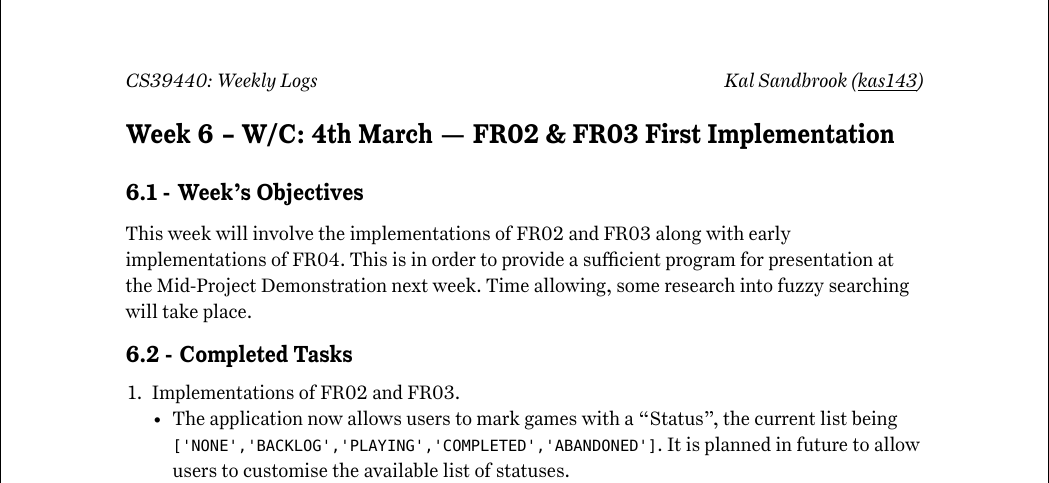 CS39440: Weekly Logs Kal Sandbrook (kas143)
Week 6 – W/C: 4th March — FR02 & FR03 First Implementation
6.1 - Week’s Objectives
This week will involve the implementations of FR02 and FR03 along with early
implementations of FR04. This is in order to provide a sufficient program for presentation at
the Mid-Project Demonstration next week. Time allowing, some research into fuzzy searching
will take place.
6.2 - Completed Tasks
1. Implementations of FR02 and FR03.
• The application now allows users to mark games with a “Status”, the current list being
['NONE','BACKLOG','PLAYING','COMPLETED','ABANDONED']. It is planned in future to allow
users to customise the available list of statuses.